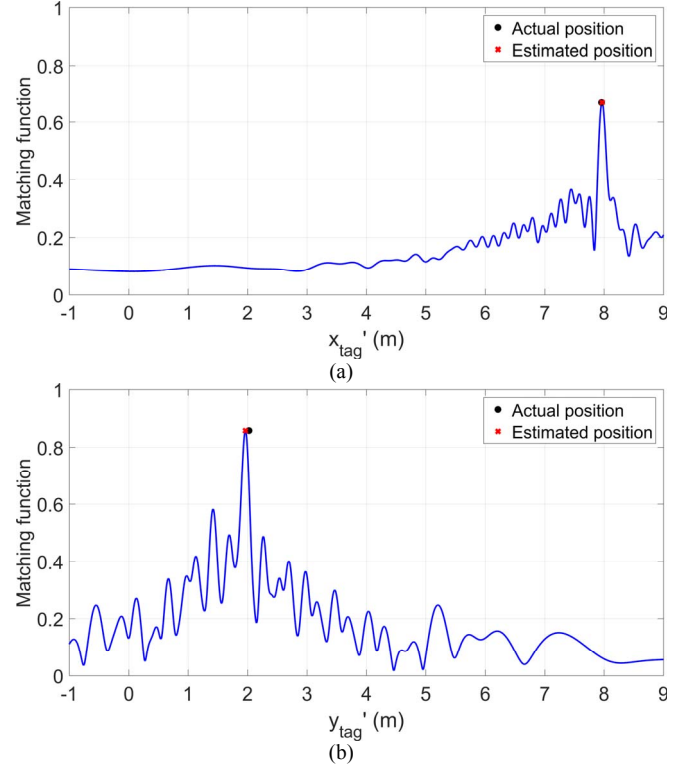 1
0.8
0.6
0.4
0.2
0
Matching function
Actual position
Estimated position
-1 0 1 2 3 4 5 6 7 8 9
x_tag' (m)
(a)
1
0.8
0.6
0.4
0.2
0
Matching function
Actual position
Estimated position
-1 0 1 2 3 4 5 6 7 8 9
y_tag' (m)
(b)